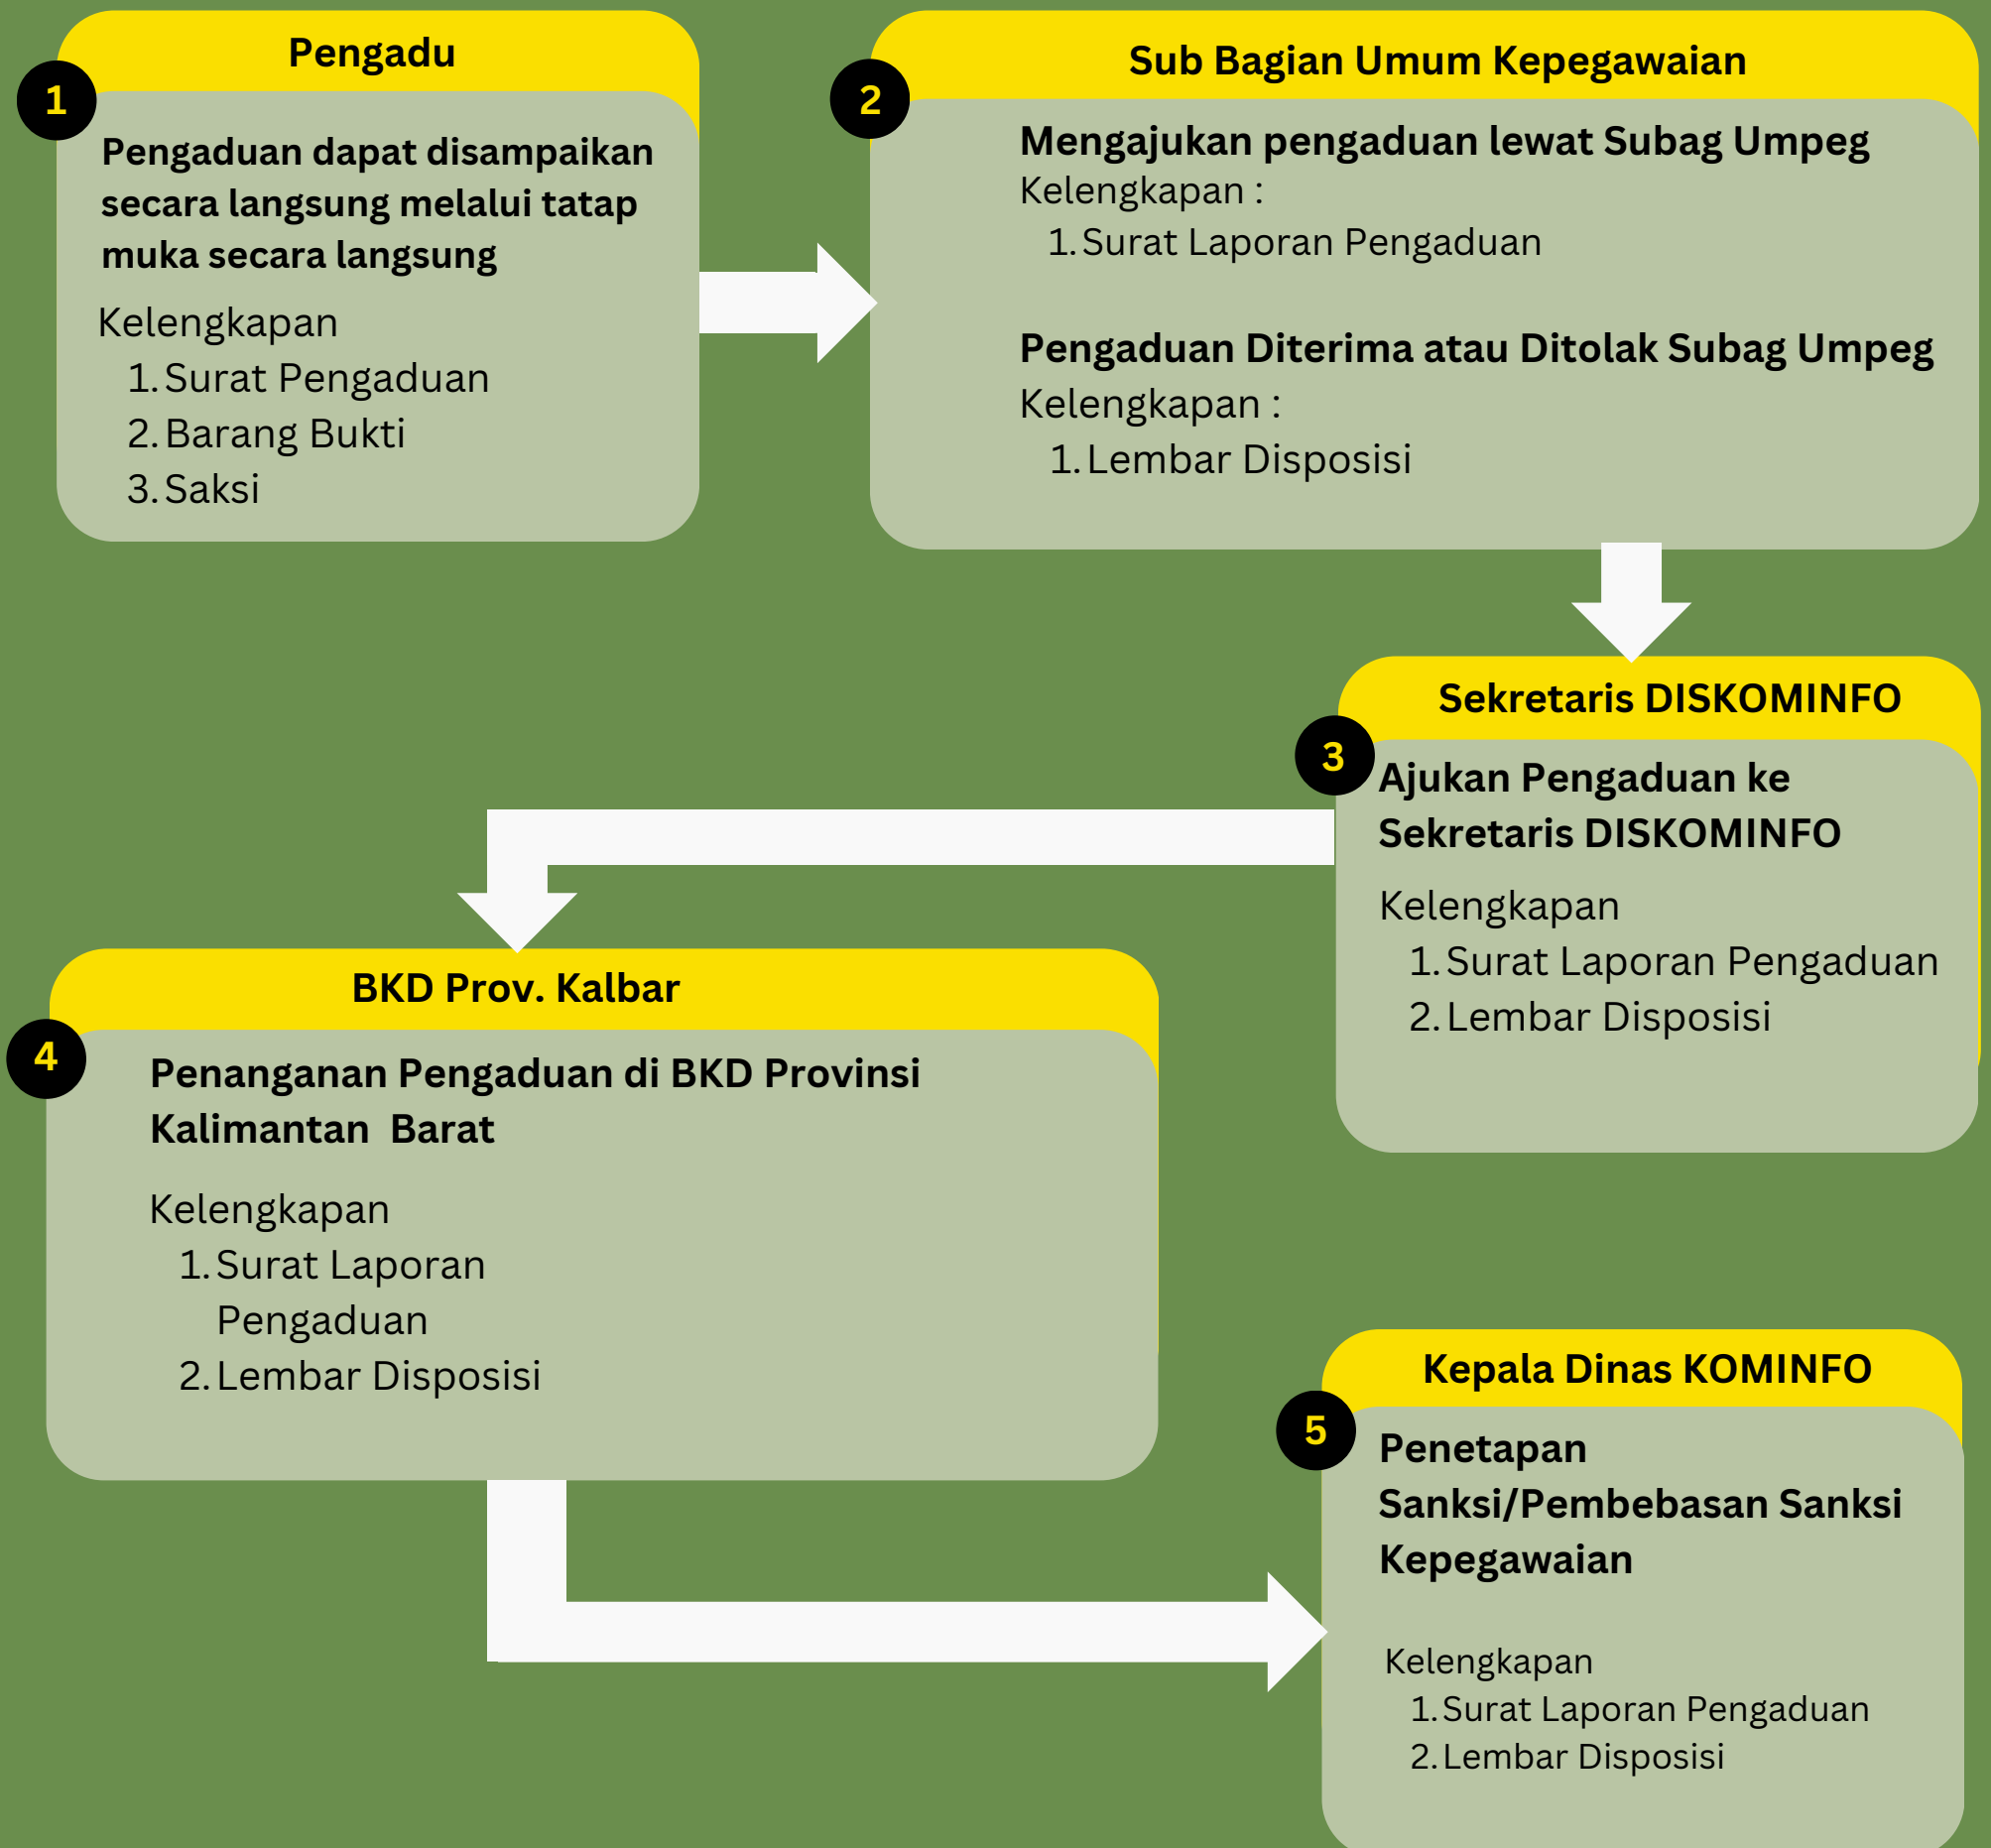 Pengadu
1
Pengaduan dapat disampaikan
secara langsung melalui tatap
muka secara langsung
Kelengkapan
1. Surat Pengaduan
2. Barang Bukti
3. Saksi
Sub Bagian Umum Kepegawaian
2
Mengajukan pengaduan lewat Subag Umpeg
Kelengkapan :
1. Surat Laporan Pengaduan
Pengaduan Diterima atau Ditolak Subag Umpeg
Kelengkapan :
1. Lembar Disposisi
Sekretaris DISKOMINFO
3
Ajukan Pengaduan ke
Sekretaris DISKOMINFO
Kelengkapan
1. Surat Laporan Pengaduan
2. Lembar Disposisi
BKD Prov. Kalbar
4
Penanganan Pengaduan di BKD Provinsi
Kalimantan Barat
Kelengkapan
1. Surat Laporan
Pengaduan
2. Lembar Disposisi
Kepala Dinas KOMINFO
5
Penetapan
Sanksi/Pembebasan Sanksi
Kepegawaian
Kelengkapan
1. Surat Laporan Pengaduan
2. Lembar Disposisi